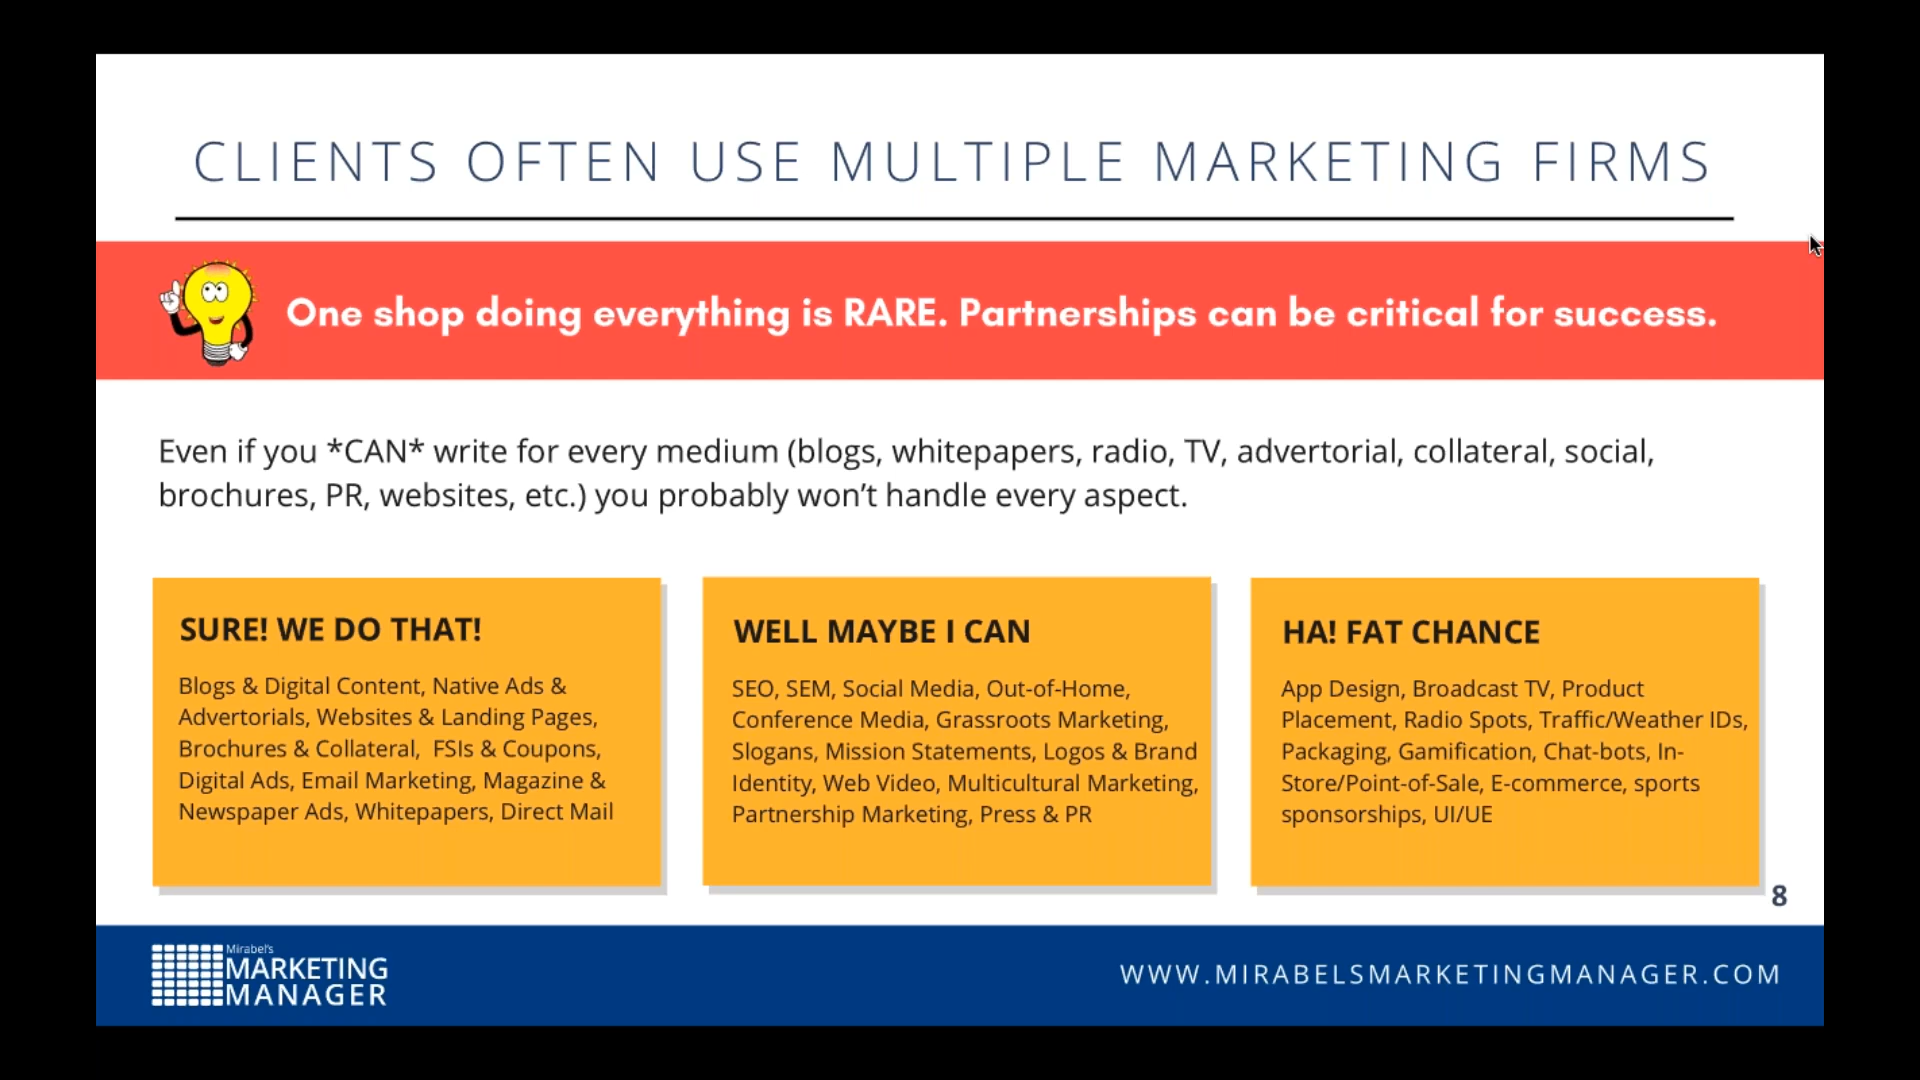 CLIENTS OFTEN USE MULTIPLE MARKETING FIRMS
One shop doing everything is RARE. Partnerships can be critical for success.
Even if you *CAN* write for every medium (blogs, whitepapers, radio, TV, advertorial, collateral, social,
brochures, PR, websites, etc.) you probably won’t handle every aspect.
SURE! WE DO THAT!
Blogs & Digital Content, Native Ads &
Advertorials, Websites & Landing Pages,
Brochures & Collateral,  FSIs & Coupons,
Digital Ads, Email Marketing, Magazine &
Newspaper Ads, Whitepapers, Direct Mail
WELL MAYBE I CAN
SEO, SEM, Social Media, Out-of-Home,
Conference Media, Grassroots Marketing,
Slogans, Mission Statements, Logos & Brand
Identity, Web Video, Multicultural Marketing,
Partnership Marketing, Press & PR
HA! FAT CHANCE
App Design, Broadcast TV, Product
Placement, Radio Spots, Traffic/Weather IDs,
Packaging, Gamification, Chat-bots, In-
Store/Point-of-Sale, E-commerce, sports
sponsorships, UI/UE
8
Mirabel's
MARKETING
MANAGER
WWW.MIRABELSMARKETINGMANAGER.COM